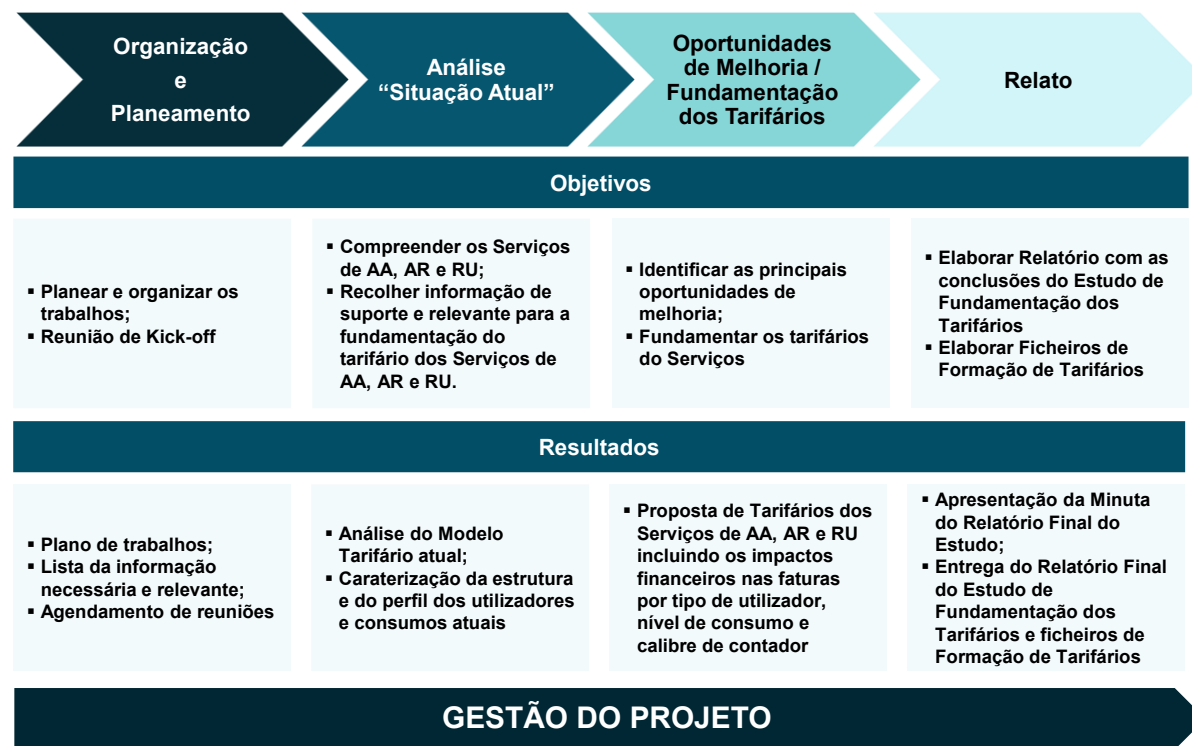 Organização
e
Planeamento
Análise
“Situação Atual”
Oportunidades
de Melhoria /
Fundamentação
dos Tarifários
Relato
Objetivos
▪ Planear e organizar os
trabalhos;
▪ Reunião de Kick-off
▪ Compreender os Serviços
de AA, AR e RU;
▪ Recolher informação de
suporte e relevante para a
fundamentação do
tarifário dos Serviços de
AA, AR e RU.
▪ Identificar as principais
oportunidades de
melhoria;
▪ Fundamentar os tarifários
do Serviços
▪ Elaborar Relatório com as
conclusões do Estudo de
Fundamentação dos
Tarifários
▪ Elaborar Ficheiros de
Formação de Tarifários
Resultados
▪ Plano de trabalhos;
▪ Lista da informação
necessária e relevante;
▪ Agendamento de reuniões
▪ Análise do Modelo
Tarifário atual;
▪ Caraterização da estrutura
e do perfil dos utilizadores
e consumos atuais
▪ Proposta de Tarifários dos
Serviços de AA, AR e RU
incluindo os impactos
financeiros nas faturas
por tipo de utilizador,
nível de consumo e
calibre de contador
▪ Apresentação da Minuta
do Relatório Final do
Estudo;
▪ Entrega do Relatório Final
do Estudo de
Fundamentação dos
Tarifários e ficheiros de
Formação de Tarifários
GESTÃO DO PROJETO